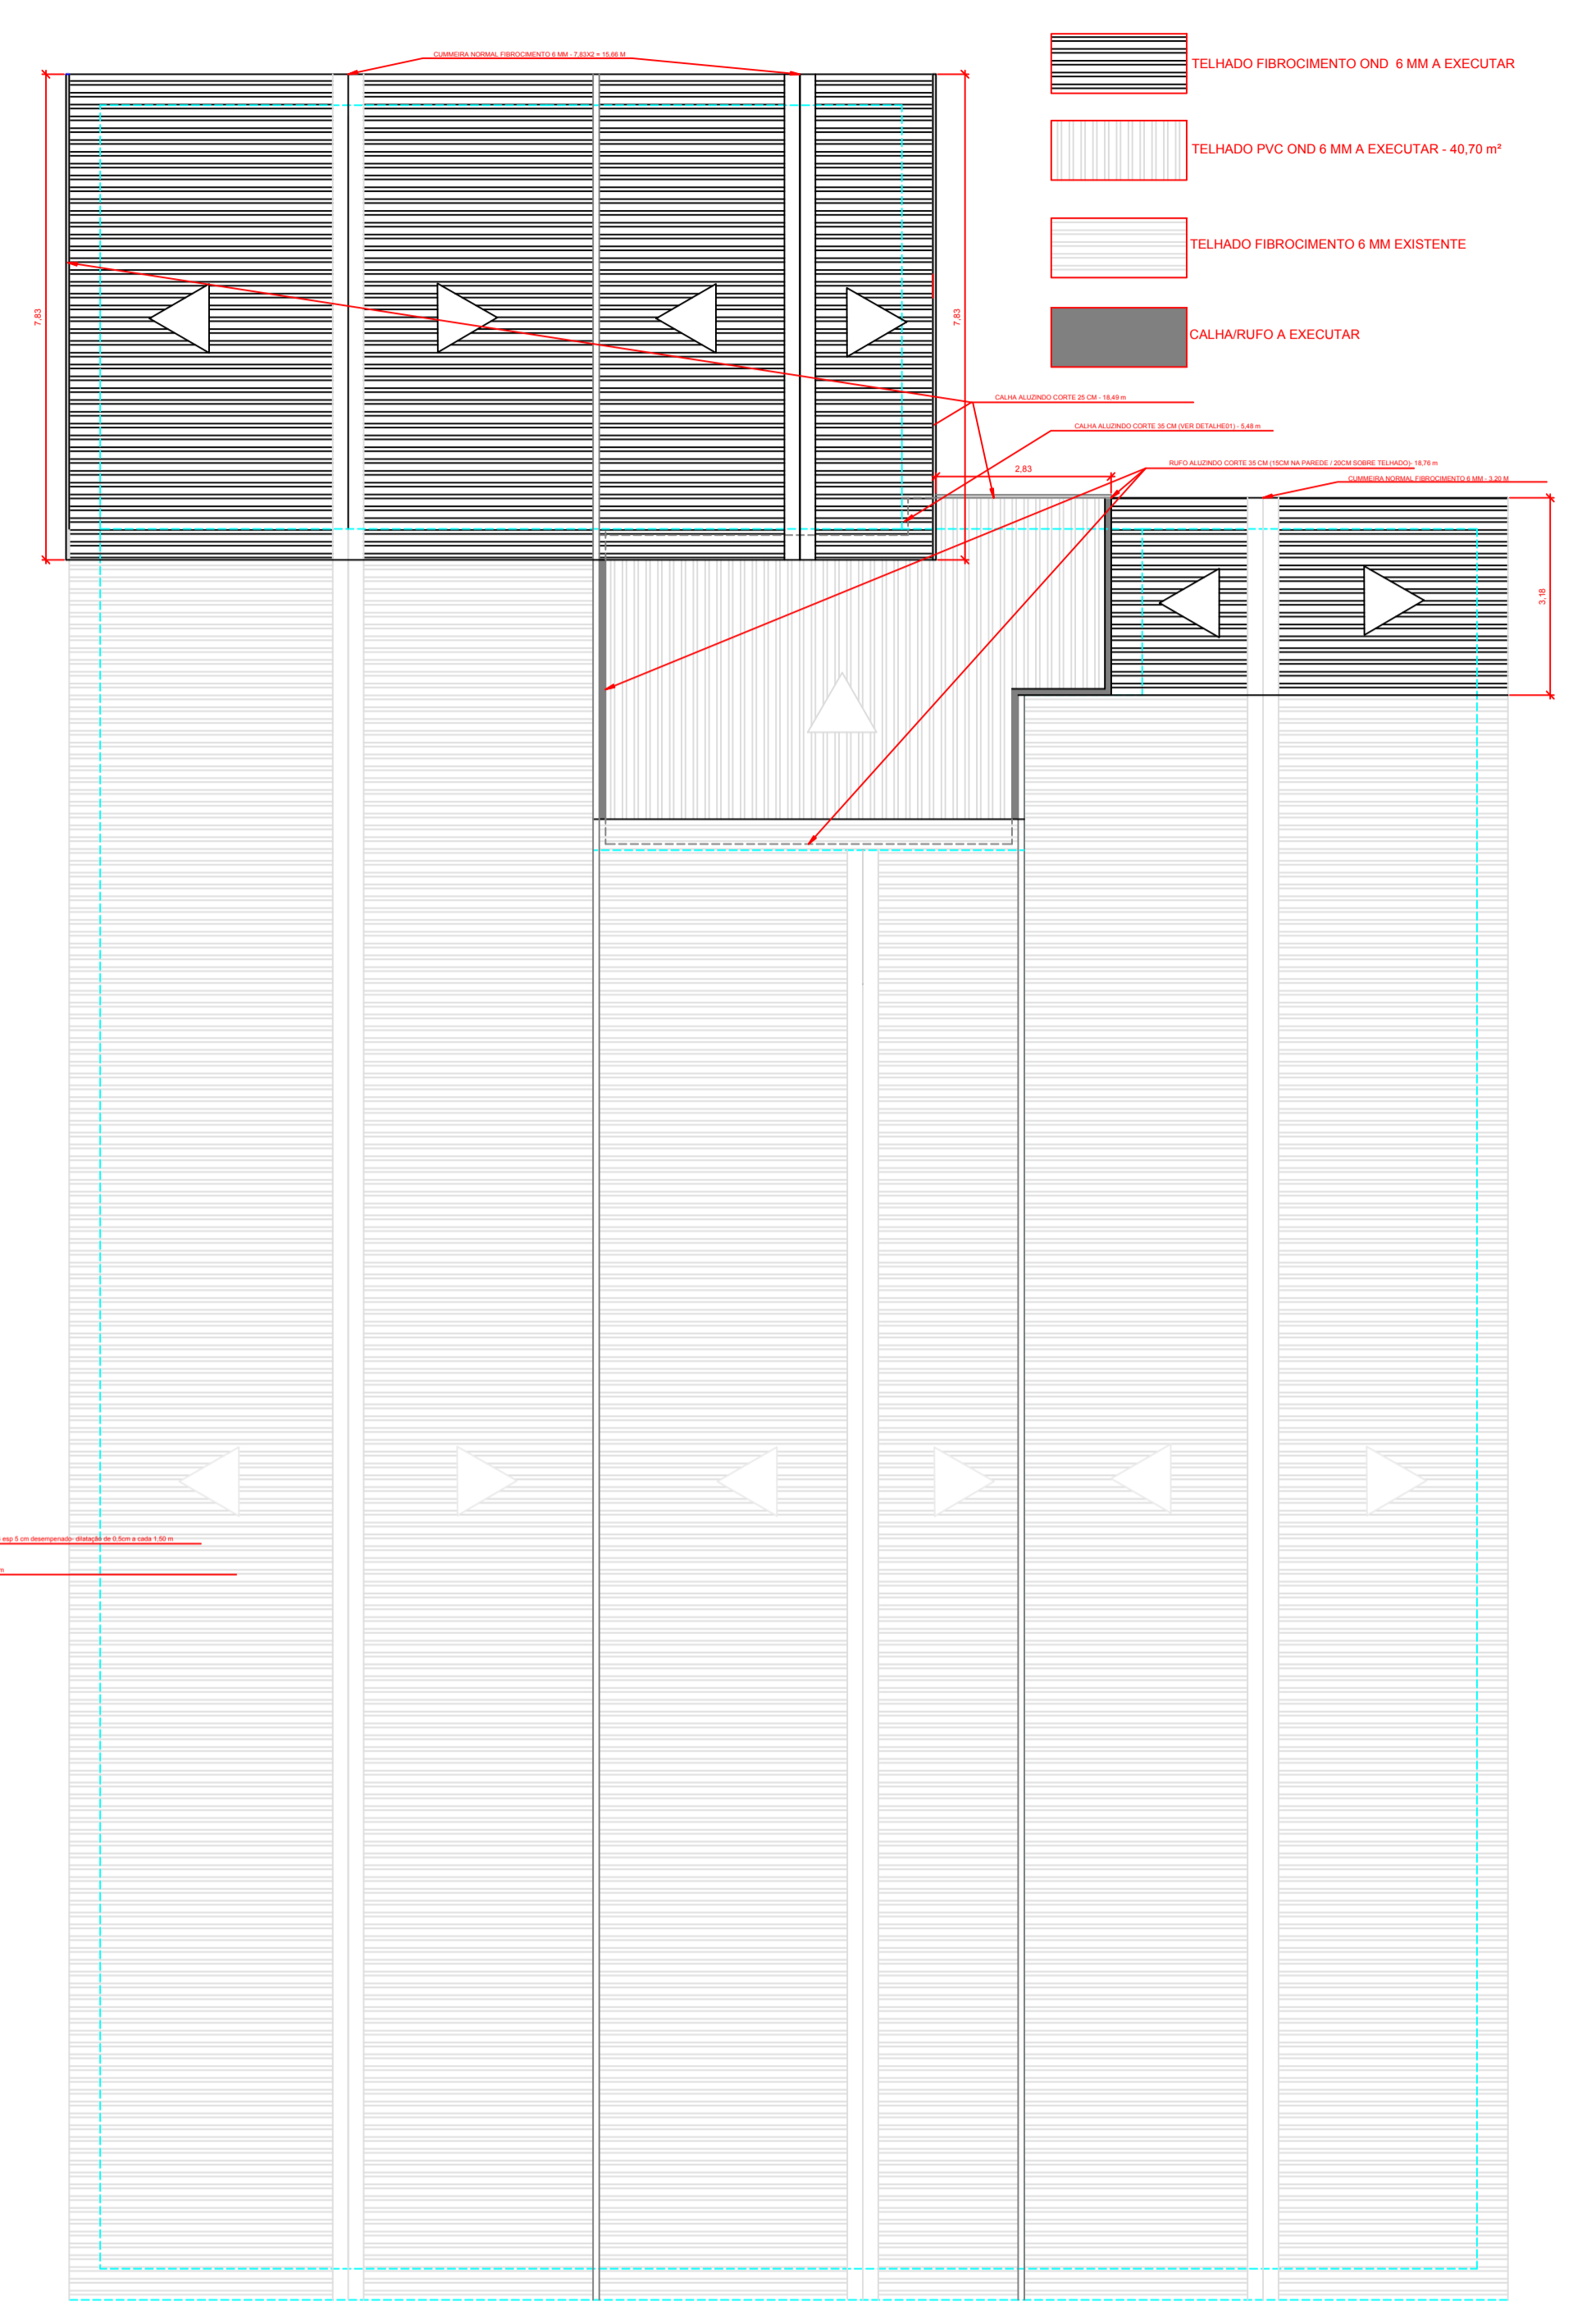 CUMMEIRA NORMAL FIBROCIMENTO 6 MM - 7.83X2 = 15,66 M
TELHADO FIBROCIMENTO OND 6 MM A EXECUTAR
TELHADO PVC OND 6 MM A EXECUTAR - 40,70 m²
TELHADO FIBROCIMENTO 6 MM EXISTENTE
7,83
7,83
CALHA/RUFO A EXECUTAR
CALHA ALUZINDO CORTE 25 CM - 18,49 m
CALHA ALUZINDO CORTE 35 CM (VER DETALHE01) - 5,48 m
RUFO ALUZINDO CORTE 35 CM (15CM NA PAREDE / 20CM SOBRE TELHADO)- 18,76 m
2,83
CUMMEIRA NORMAL FIBROCIMENTO 6 MM - 3.20 M
3,18
esp 5 cm desempenado- dilatação de 0.5cm a cada 1.50 m
m